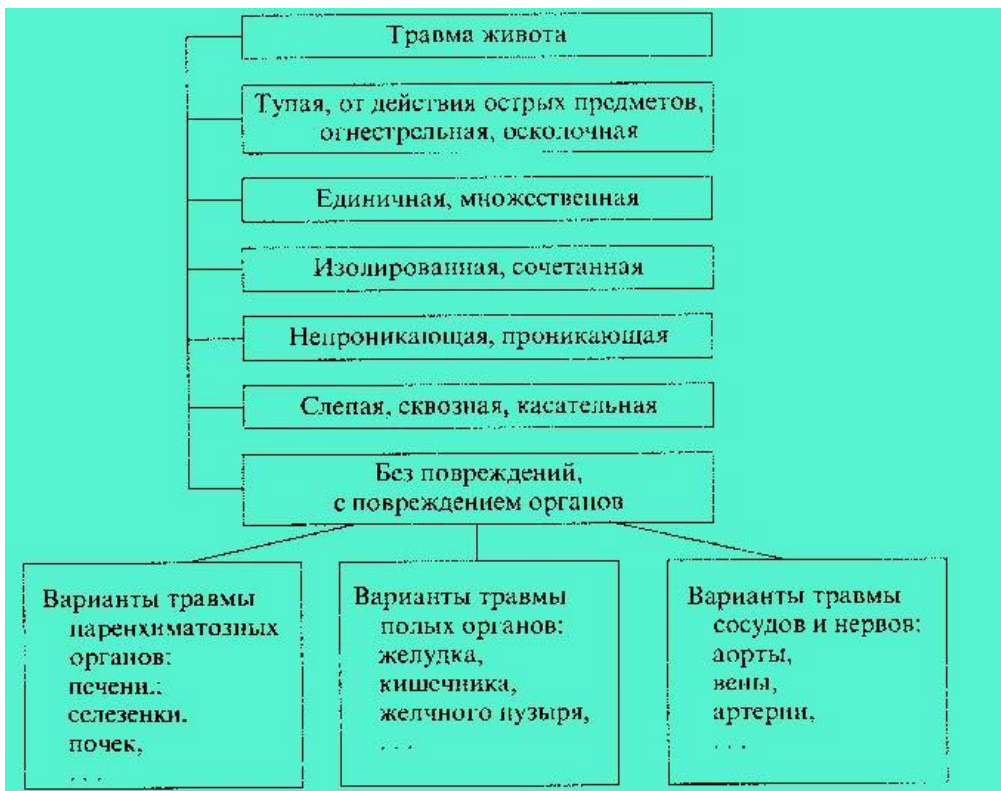 Травма живота
Тупая, от действия острых предметов,
огнестрельная, осколочная
Единичная, множественная
Изолированная, сочетанная
Непроникающая, проникающая
Слепая, сквозная, касательная
Без повреждений,
с повреждением органов
Варианты травмы
паренхиматозных
органов:
печени.:
селезенки.
почек,
. . .
Варианты травмы
полых органов:
желудка,
кишечника,
желчного пузыря,
. . .
Варианты травмы
сосудов и нервов:
аорты,
вены,
артерии,
. . .